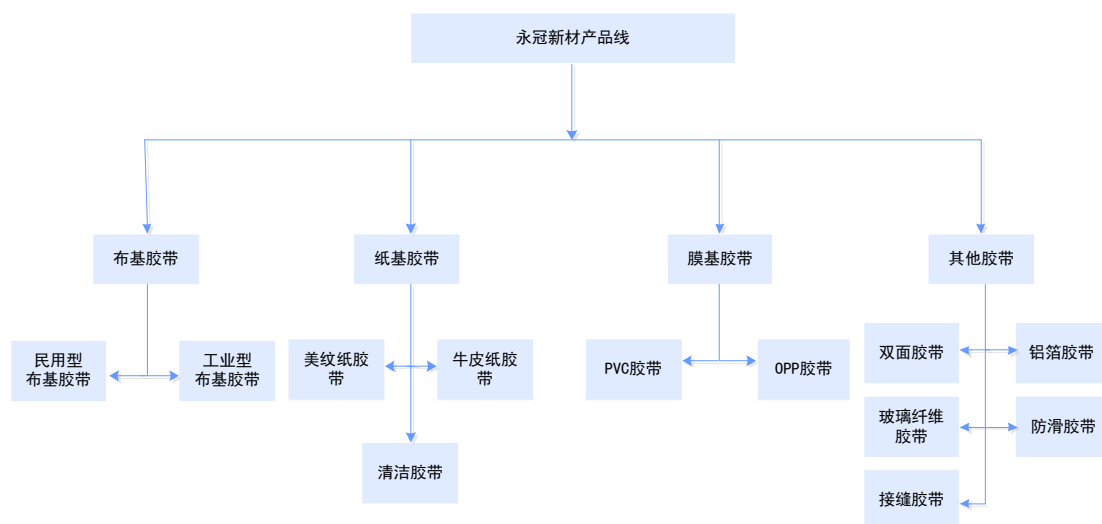 永冠新材产品线
布基胶带
纸基胶带
膜基胶带
其他胶带
民用型
布基胶带
工业型
布基胶带
美纹纸胶
带
牛皮纸胶
带
清洁胶带
PVC胶带
OPP胶带
双面胶带
铝箔胶带
玻璃纤维
胶带
防滑胶带
接缝胶带